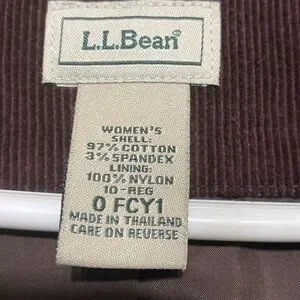 L.L.Bean®
WOMEN'S
SHELL:
97% COTTON
3% SPANDEX
LINING:
100% NYLON
10-REG
0 FCY1
MADE IN THAILAND
CARE ON REVERSE